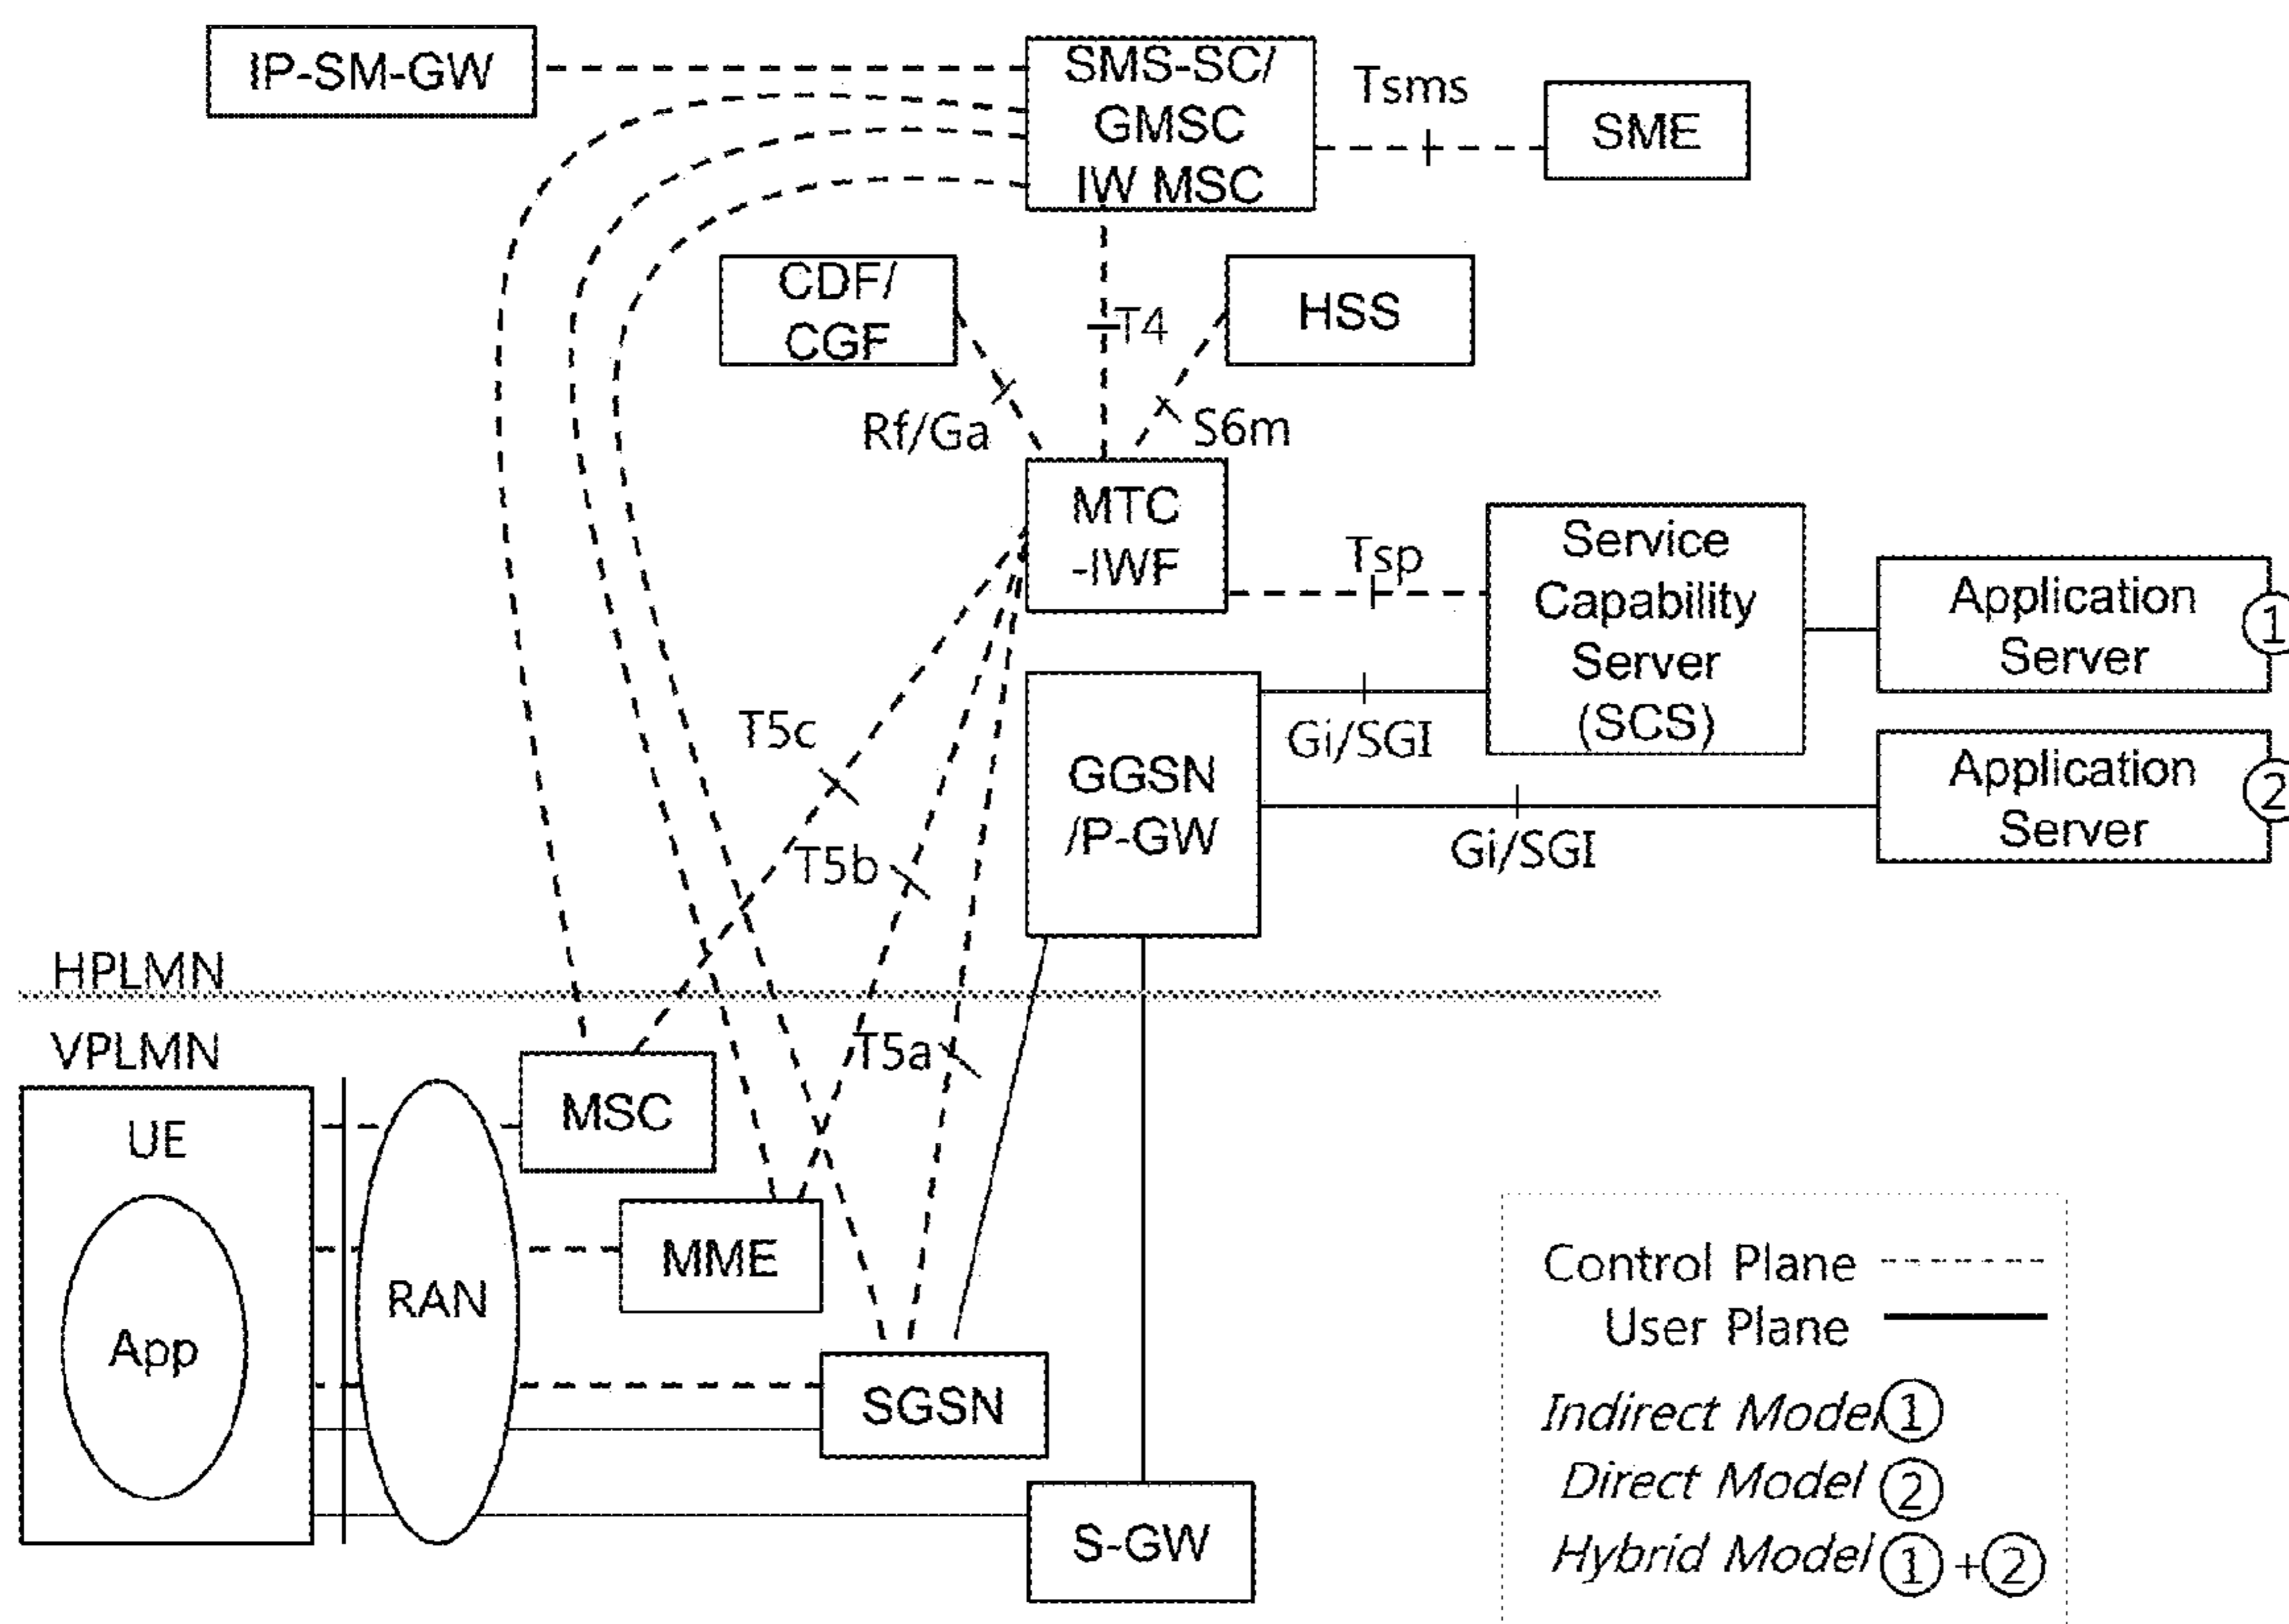 IP-SM-GW
SMS-SC/
GMSC
IW MSC
Tsms
SME
CDF/
CGF
T4
HSS
Rf/Ga
S6m
MTC
-IWF
Tsp
Service
Capability
Server
(SCS)
Application
Server
1
T5c
GGSN
/P-GW
Gi/SGI
Application
Server
2
T5b
Gi/SGI
HPLMN
VPLMN
T5a
UE
MSC
App
RAN
MME
SGSN
S-GW
Control Plane
User Plane
Indirect Model 1
Direct Model 2
Hybrid Model 1 + 2